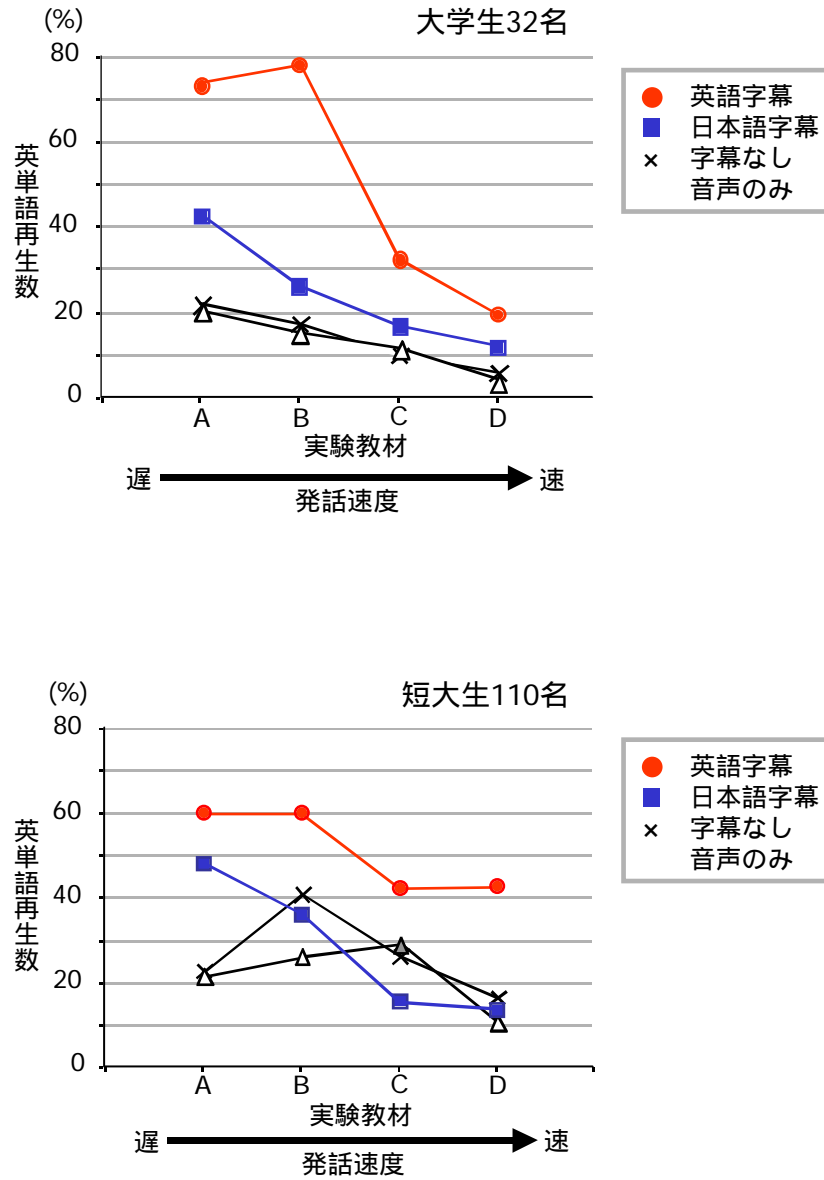 (%)
大学生32名
80
60
40
20
0
英単語再生数
A B C D
実験教材
遅 速
発話速度
英語字幕
日本語字幕
字幕なし
音声のみ
(%)
短大生110名
80
60
40
20
0
英単語再生数
A B C D
実験教材
遅 速
発話速度
英語字幕
日本語字幕
字幕なし
音声のみ